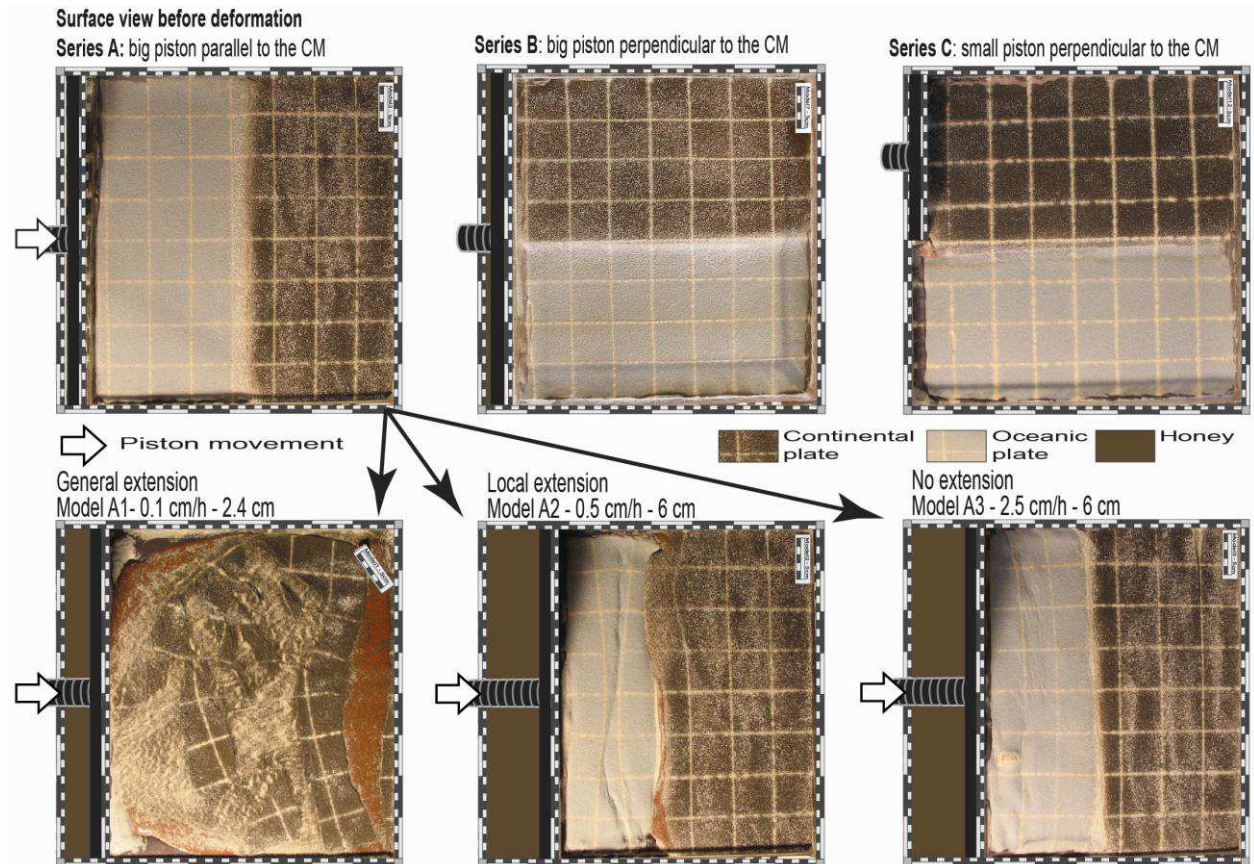 Surface view before deformation
Series A: big piston parallel to the CM
Series B: big piston perpendicular to the CM
Series C: small piston perpendicular to the CM
Piston movement
Continental plate
Oceanic plate
Honey
General extension
Model A1- 0.1 cm/h - 2.4 cm
Local extension
Model A2 - 0.5 cm/h - 6 cm
No extension
Model A3 - 2.5 cm/h - 6 cm